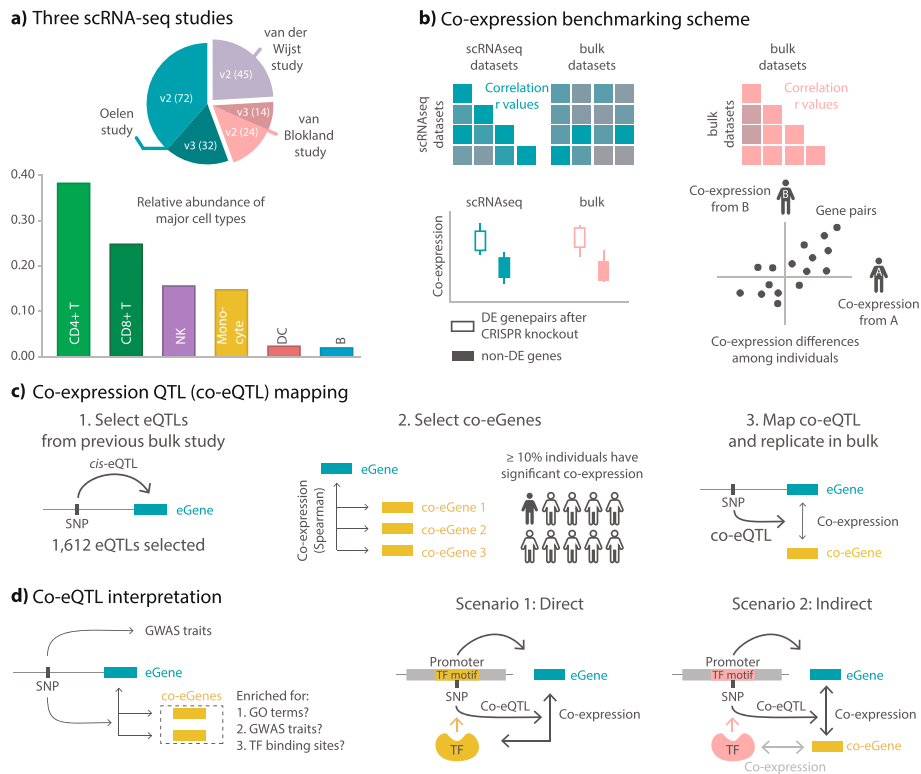 a) Three scRNA-seq studies
van der
Wijst
study
v2 (45)
v2 (72)
v3 (14)
v2 (24)
v3 (32)
Oelen
study
van
Blokland
study
Relative abundance of
major cell types
0.40
0.30
0.20
0.10
0.00
CD4+ T
CD8+ T
NK
Mono-
cyte
DC
B
b) Co-expression benchmarking scheme
scRNAseq
datasets
bulk
datasets
scRNAseq
datasets
Correlation
r values
bulk
datasets
bulk
datasets
Correlation
r values
scRNAseq
bulk
Co-expression
DE genepairs after
CRISPR knockout
non-DE genes
Co-expression
from B
B
Gene pairs
A
Co-expression
from A
Co-expression differences
among individuals
c) Co-expression QTL (co-eQTL) mapping
1. Select eQTLs
from previous bulk study
cis-eQTL
SNP
eGene
1,612 eQTLs selected
2. Select co-eGenes
eGene
Co-expression
(Spearman)
co-eGene 1
co-eGene 2
co-eGene 3
≥ 10% individuals have
significant co-expression
3. Map co-eQTL
and replicate in bulk
eGene
SNP
co-eQTL
Co-expression
co-eGene
d) Co-eQTL interpretation
GWAS traits
eGene
SNP
co-eGenes
Enriched for:
1. GO terms?
2. GWAS traits?
3. TF binding sites?
Scenario 1: Direct
Promoter
TF motif
eGene
SNP
Co-eQTL
Co-expression
TF
Scenario 2: Indirect
Promoter
TF motif
eGene
SNP
Co-eQTL
Co-expression
TF
co-eGene
Co-expression